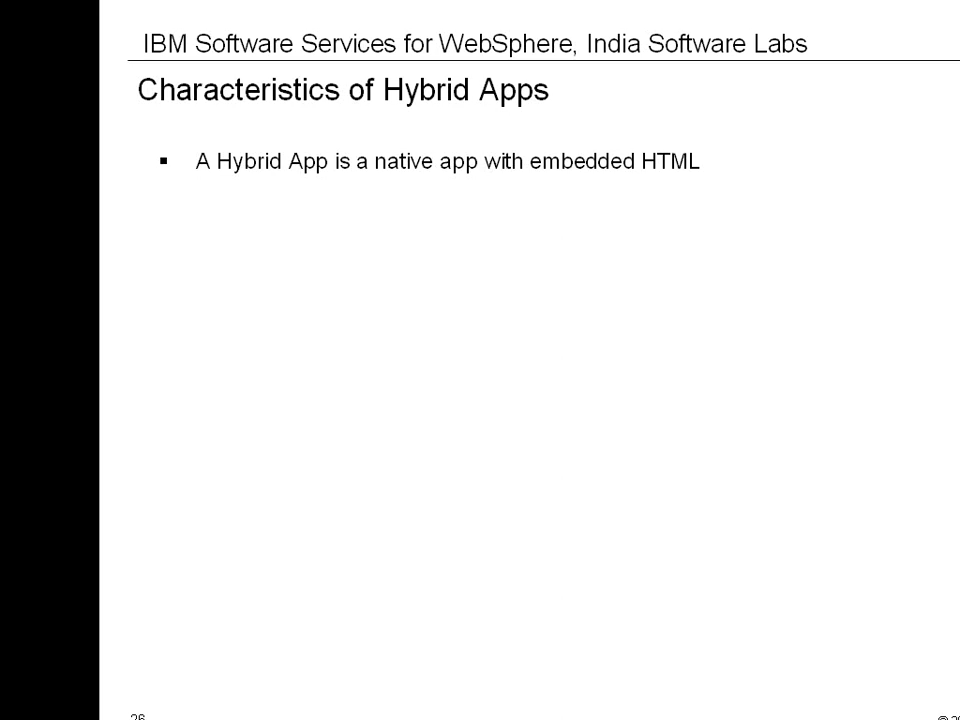 IBM Software Services for WebSphere, India Software Labs
Characteristics of Hybrid Apps
▪ A Hybrid App is a native app with embedded HTML
26